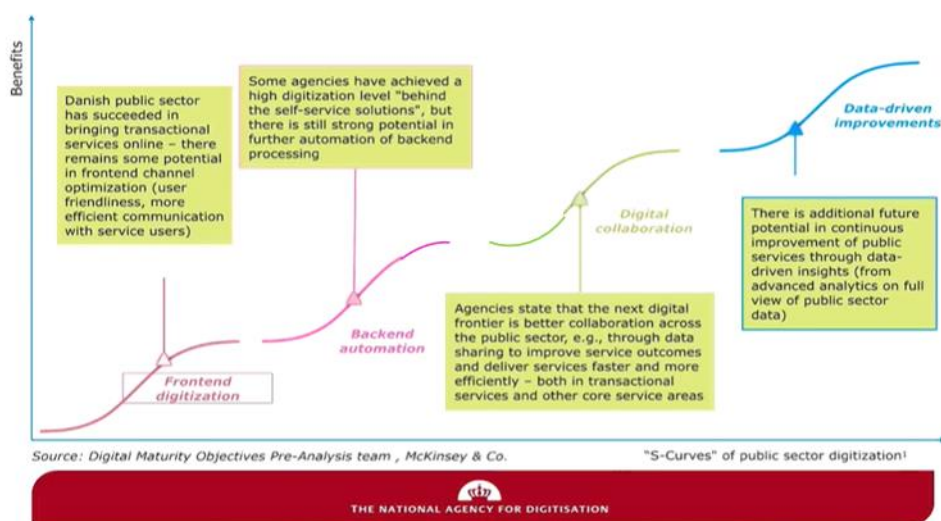 Benefits
Danish public sector
has succeeded in
bringing transactional
services online – there
remains some potential
in frontend channel
optimization (user
friendliness, more
efficient communication
with service users)
Some agencies have achieved a
high digitization level "behind
the self-service solutions", but
there is still strong potential in
further automation of backend
processing
Data-driven
improvements
Digital
collaboration
There is additional future
potential in continuous
improvement of public
services through data-
driven insights (from
advanced analytics on full
view of public sector
data)
Backend
automation
Agencies state that the next digital
frontier is better collaboration across
the public sector, e.g., through data
sharing to improve service outcomes
and deliver services faster and more
efficiently – both in transactional
services and other core service areas
Frontend
digitization
Source: Digital Maturity Objectives Pre-Analysis team , McKinsey & Co.
"S-Curves" of public sector digitization¹
THE NATIONAL AGENCY FOR DIGITISATION